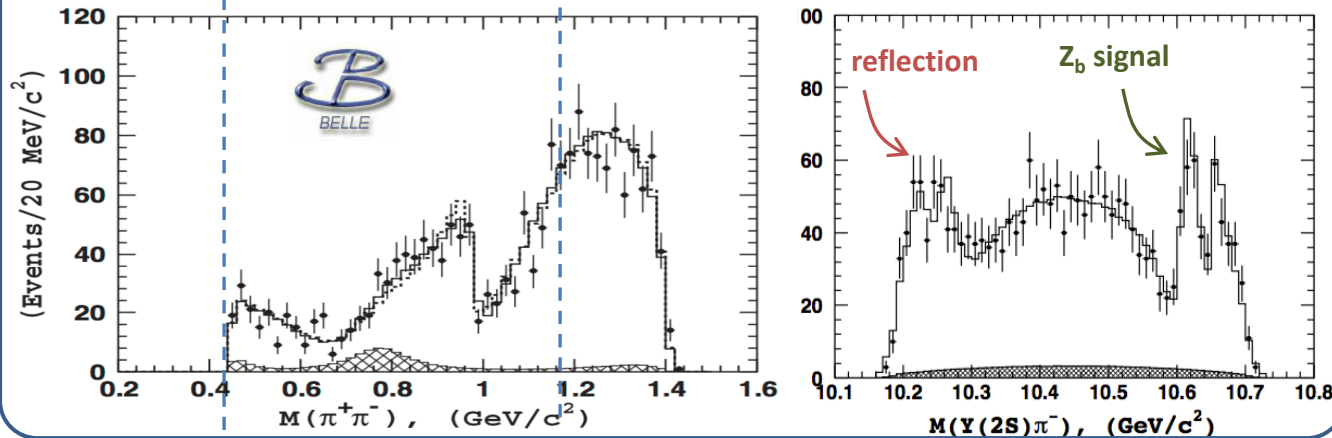 (Events/20 MeV/c²)
120
100
80
60
40
20
0
BELLE
0.2 0.4 0.6 0.8 1 1.2 1.4 1.6
M(π⁺π⁻), (GeV/c²)
00
80
60
40
20
0
reflection
Z_b signal
10.1 10.2 10.3 10.4 10.5 10.6 10.7 10.8
M(Υ(2S)π⁻), (GeV/c²)